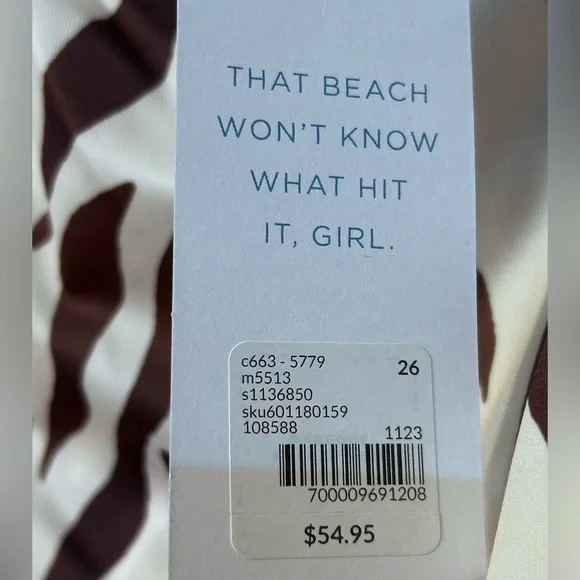 THAT BEACH
WON'T KNOW
WHAT HIT
IT, GIRL.
c663 - 5779 26
m5513
s1136850
sku601180159
108588 1123
700009691208
$54.95